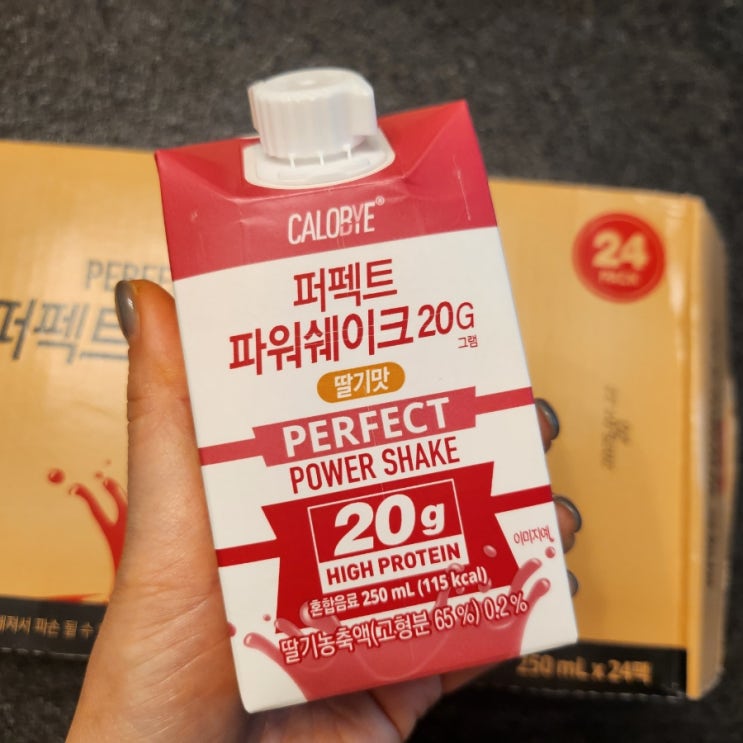 CALOBYE®
퍼펙트
파워쉐이크 20G
그램
딸기맛
PERFECT
POWER SHAKE
20g
HIGH PROTEIN
이미지예
혼합음료 250 mL (115 kcal)
딸기농축액(고형분 65 %) 0.2 %
24
PACK
퍼펙트
250 mL x 24팩